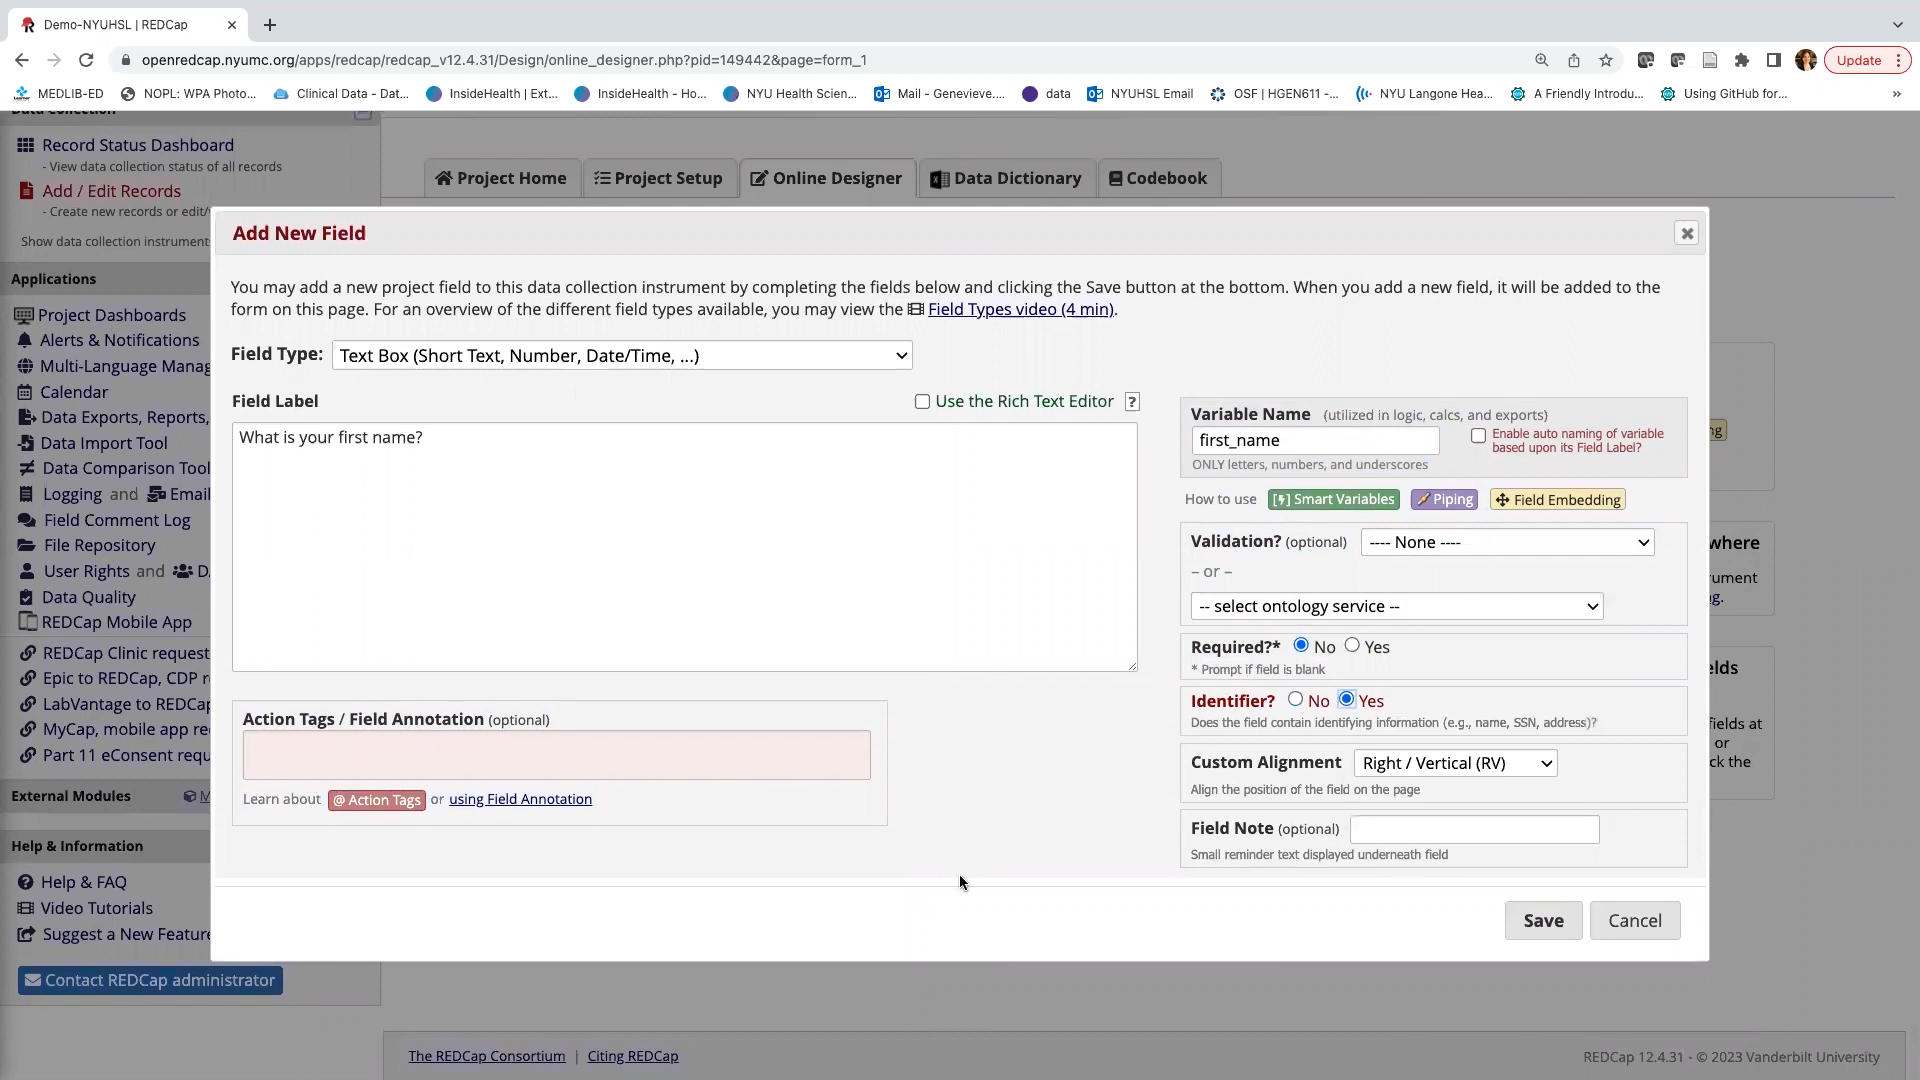 Demo-NYUHSL | REDCap
openredcap.nyumc.org/apps/redcap/redcap_v12.4.31/Design/online_designer.php?pid=149442&page=form_1
Update
MEDLIB-ED
NOPL: WPA Photo...
Clinical Data - Dat...
InsideHealth | Ext...
InsideHealth - Ho...
NYU Health Scien...
Mail - Genevieve....
data
NYUHSL Email
OSF | HGEN611 -...
NYU Langone Hea...
A Friendly Introdu...
Using GitHub for...
Data Collection
Record Status Dashboard
- View data collection status of all records
Add / Edit Records
- Create new records or edit/v
Show data collection instrument
Applications
Project Dashboards
Alerts & Notifications
Multi-Language Manag
Calendar
Data Exports, Reports,
Data Import Tool
Data Comparison Tool
Logging and Email
Field Comment Log
File Repository
User Rights and D
Data Quality
REDCap Mobile App
REDCap Clinic request
Epic to REDCap, CDP r
LabVantage to REDCap
MyCap, mobile app re
Part 11 eConsent requ
External Modules M
Help & Information
Help & FAQ
Video Tutorials
Suggest a New Feature
Contact REDCap administrator
Project Home
Project Setup
Online Designer
Data Dictionary
Codebook
Add New Field
You may add a new project field to this data collection instrument by completing the fields below and clicking the Save button at the bottom. When you add a new field, it will be added to the
form on this page. For an overview of the different field types available, you may view the Field Types video (4 min).
Field Type: Text Box (Short Text, Number, Date/Time, ...)
Field Label
Use the Rich Text Editor ?
What is your first name?
Action Tags / Field Annotation (optional)
Learn about @ Action Tags or using Field Annotation
Variable Name (utilized in logic, calcs, and exports)
first_name
Enable auto naming of variable
based upon its Field Label?
ONLY letters, numbers, and underscores
How to use [⚡] Smart Variables Piping Field Embedding
Validation? (optional) ---- None ----
– or –
-- select ontology service --
Required?* No Yes
* Prompt if field is blank
Identifier? No Yes
Does the field contain identifying information (e.g., name, SSN, address)?
Custom Alignment Right / Vertical (RV)
Align the position of the field on the page
Field Note (optional)
Small reminder text displayed underneath field
Save
Cancel
ng
where
ument
g.
lds
fields at
or
ck the
The REDCap Consortium | Citing REDCap
REDCap 12.4.31 - © 2023 Vanderbilt University